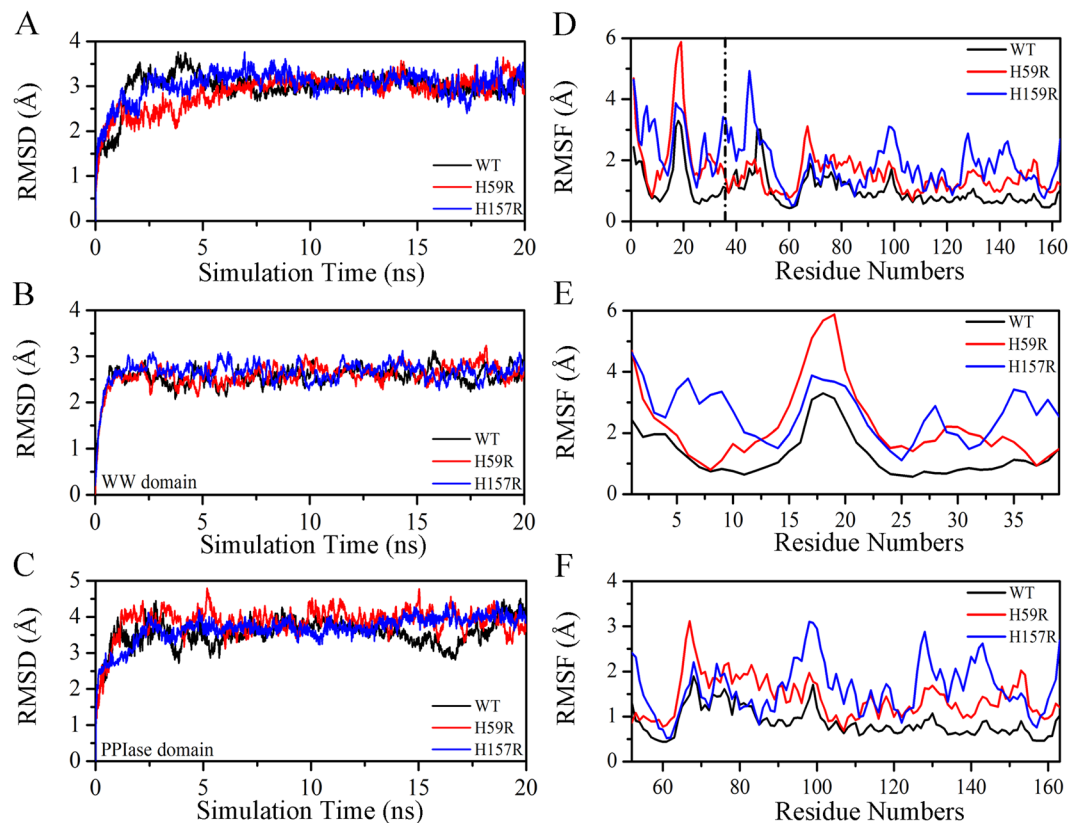 A
RMSD (Å)
4
3
2
1
0
WT
H59R
H157R
0 5 10 15 20
Simulation Time (ns)
B
RMSD (Å)
4
3
2
1
0
WW domain
WT
H59R
H157R
0 5 10 15 20
Simulation Time (ns)
C
RMSD (Å)
5
4
3
2
1
0
PPIase domain
WT
H59R
H157R
0 5 10 15 20
Simulation Time (ns)
D
RMSF (Å)
6
4
2
0
WT
H59R
H159R
0 20 40 60 80 100 120 140 160
Residue Numbers
E
RMSF (Å)
6
4
2
0
WT
H59R
H157R
5 10 15 20 25 30 35
Residue Numbers
F
RMSF (Å)
4
3
2
1
0
WT
H59R
H157R
60 80 100 120 140 160
Residue Numbers